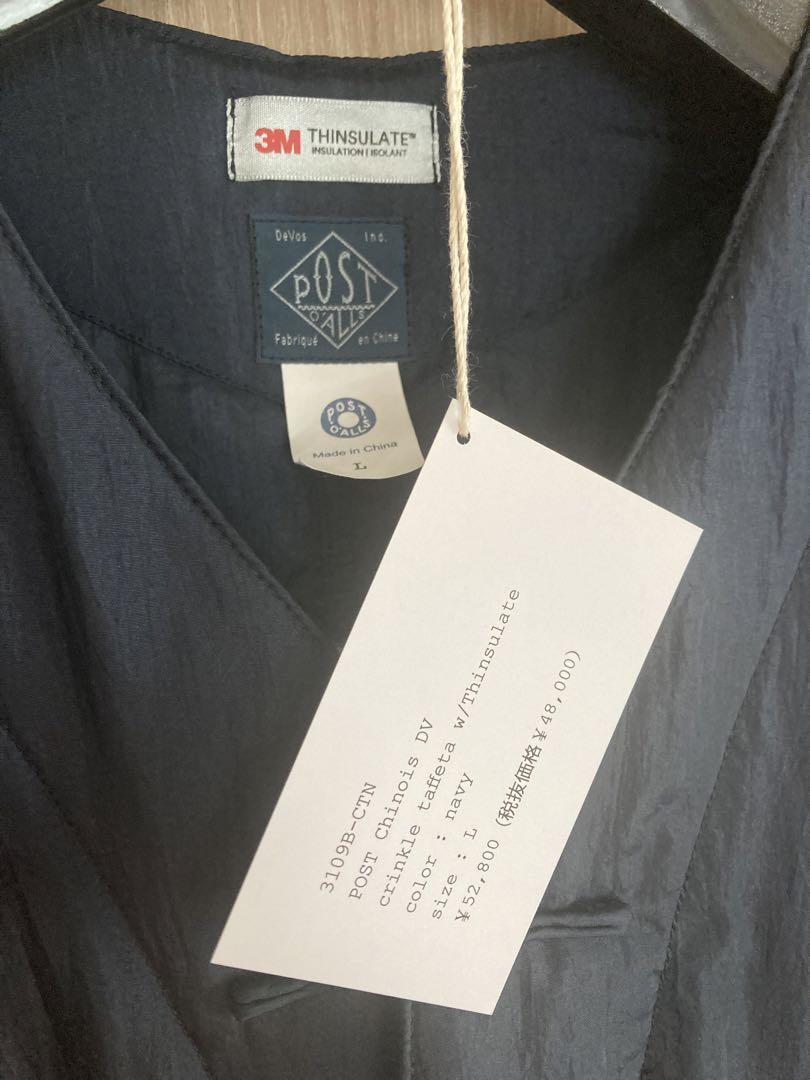 3M THINSULATE™
INSULATION | ISOLANT
DeVos Ind.
POST
O'ALLS
Fabriqué en Chine
POST
O'ALLS
Made in China
L
3109B-CTN
POST Chinois DV
crinkle taffeta w/Thinsulate
color : navy
size : L
¥52,800 (税抜価格¥48,000)